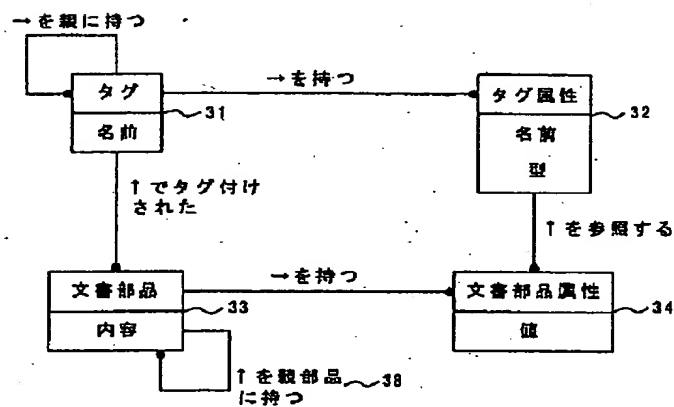 →を親に持つ
タグ
31
名前
→を持つ
タグ属性
32
名前
型
↑でタグ付け
された
↑を参照する
文書部品
33
内容
→を持つ
文書部品属性
34
値
↑を親部品
に持つ
38